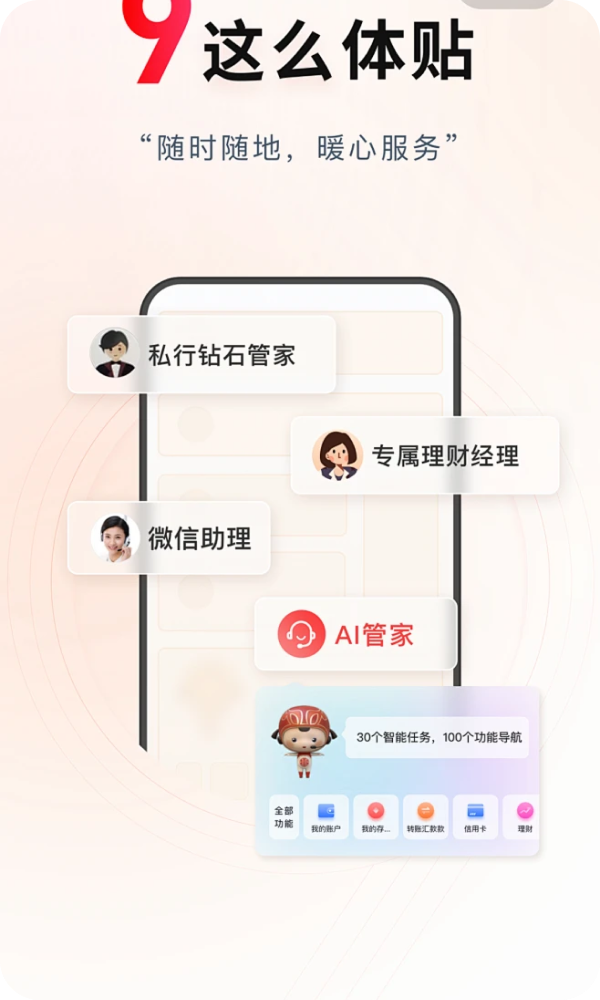 9这么体贴
“随时随地，暖心服务”
私行钻石管家
专属理财经理
微信助理
AI管家
30个智能任务，100个功能导航
全部
功能
我的账户
我的存...
转账汇款款
信用卡
理财